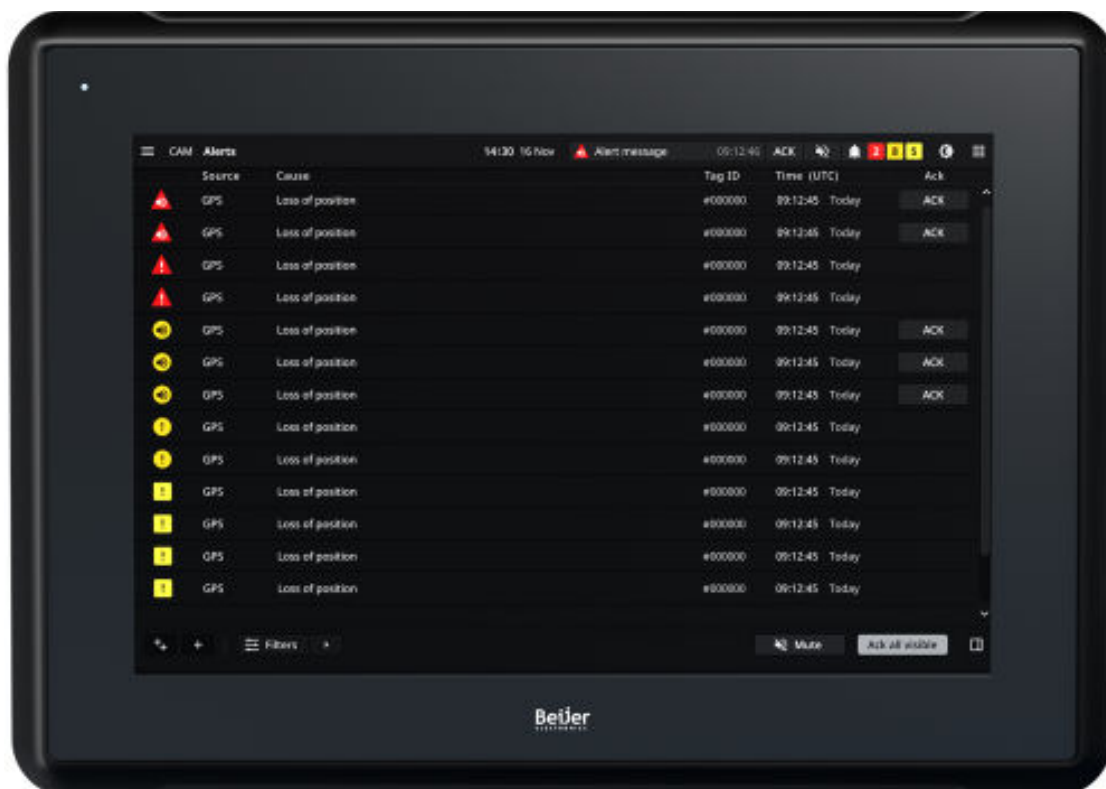 CAM Alerts 14:30 16 Nov Alert message 09:12:46 ACK 2 8 5
Source Cause Tag ID Time (UTC) Ack
GPS Loss of position #000000 09:12:45 Today ACK
GPS Loss of position #000000 09:12:45 Today ACK
GPS Loss of position #000000 09:12:45 Today
GPS Loss of position #000000 09:12:45 Today
GPS Loss of position #000000 09:12:45 Today ACK
GPS Loss of position #000000 09:12:45 Today ACK
GPS Loss of position #000000 09:12:45 Today ACK
GPS Loss of position #000000 09:12:45 Today
GPS Loss of position #000000 09:12:45 Today
GPS Loss of position #000000 09:12:45 Today
GPS Loss of position #000000 09:12:45 Today
GPS Loss of position #000000 09:12:45 Today
GPS Loss of position #000000 09:12:45 Today
Filters Mute Ack all visible
Beijer
ELECTRONICS